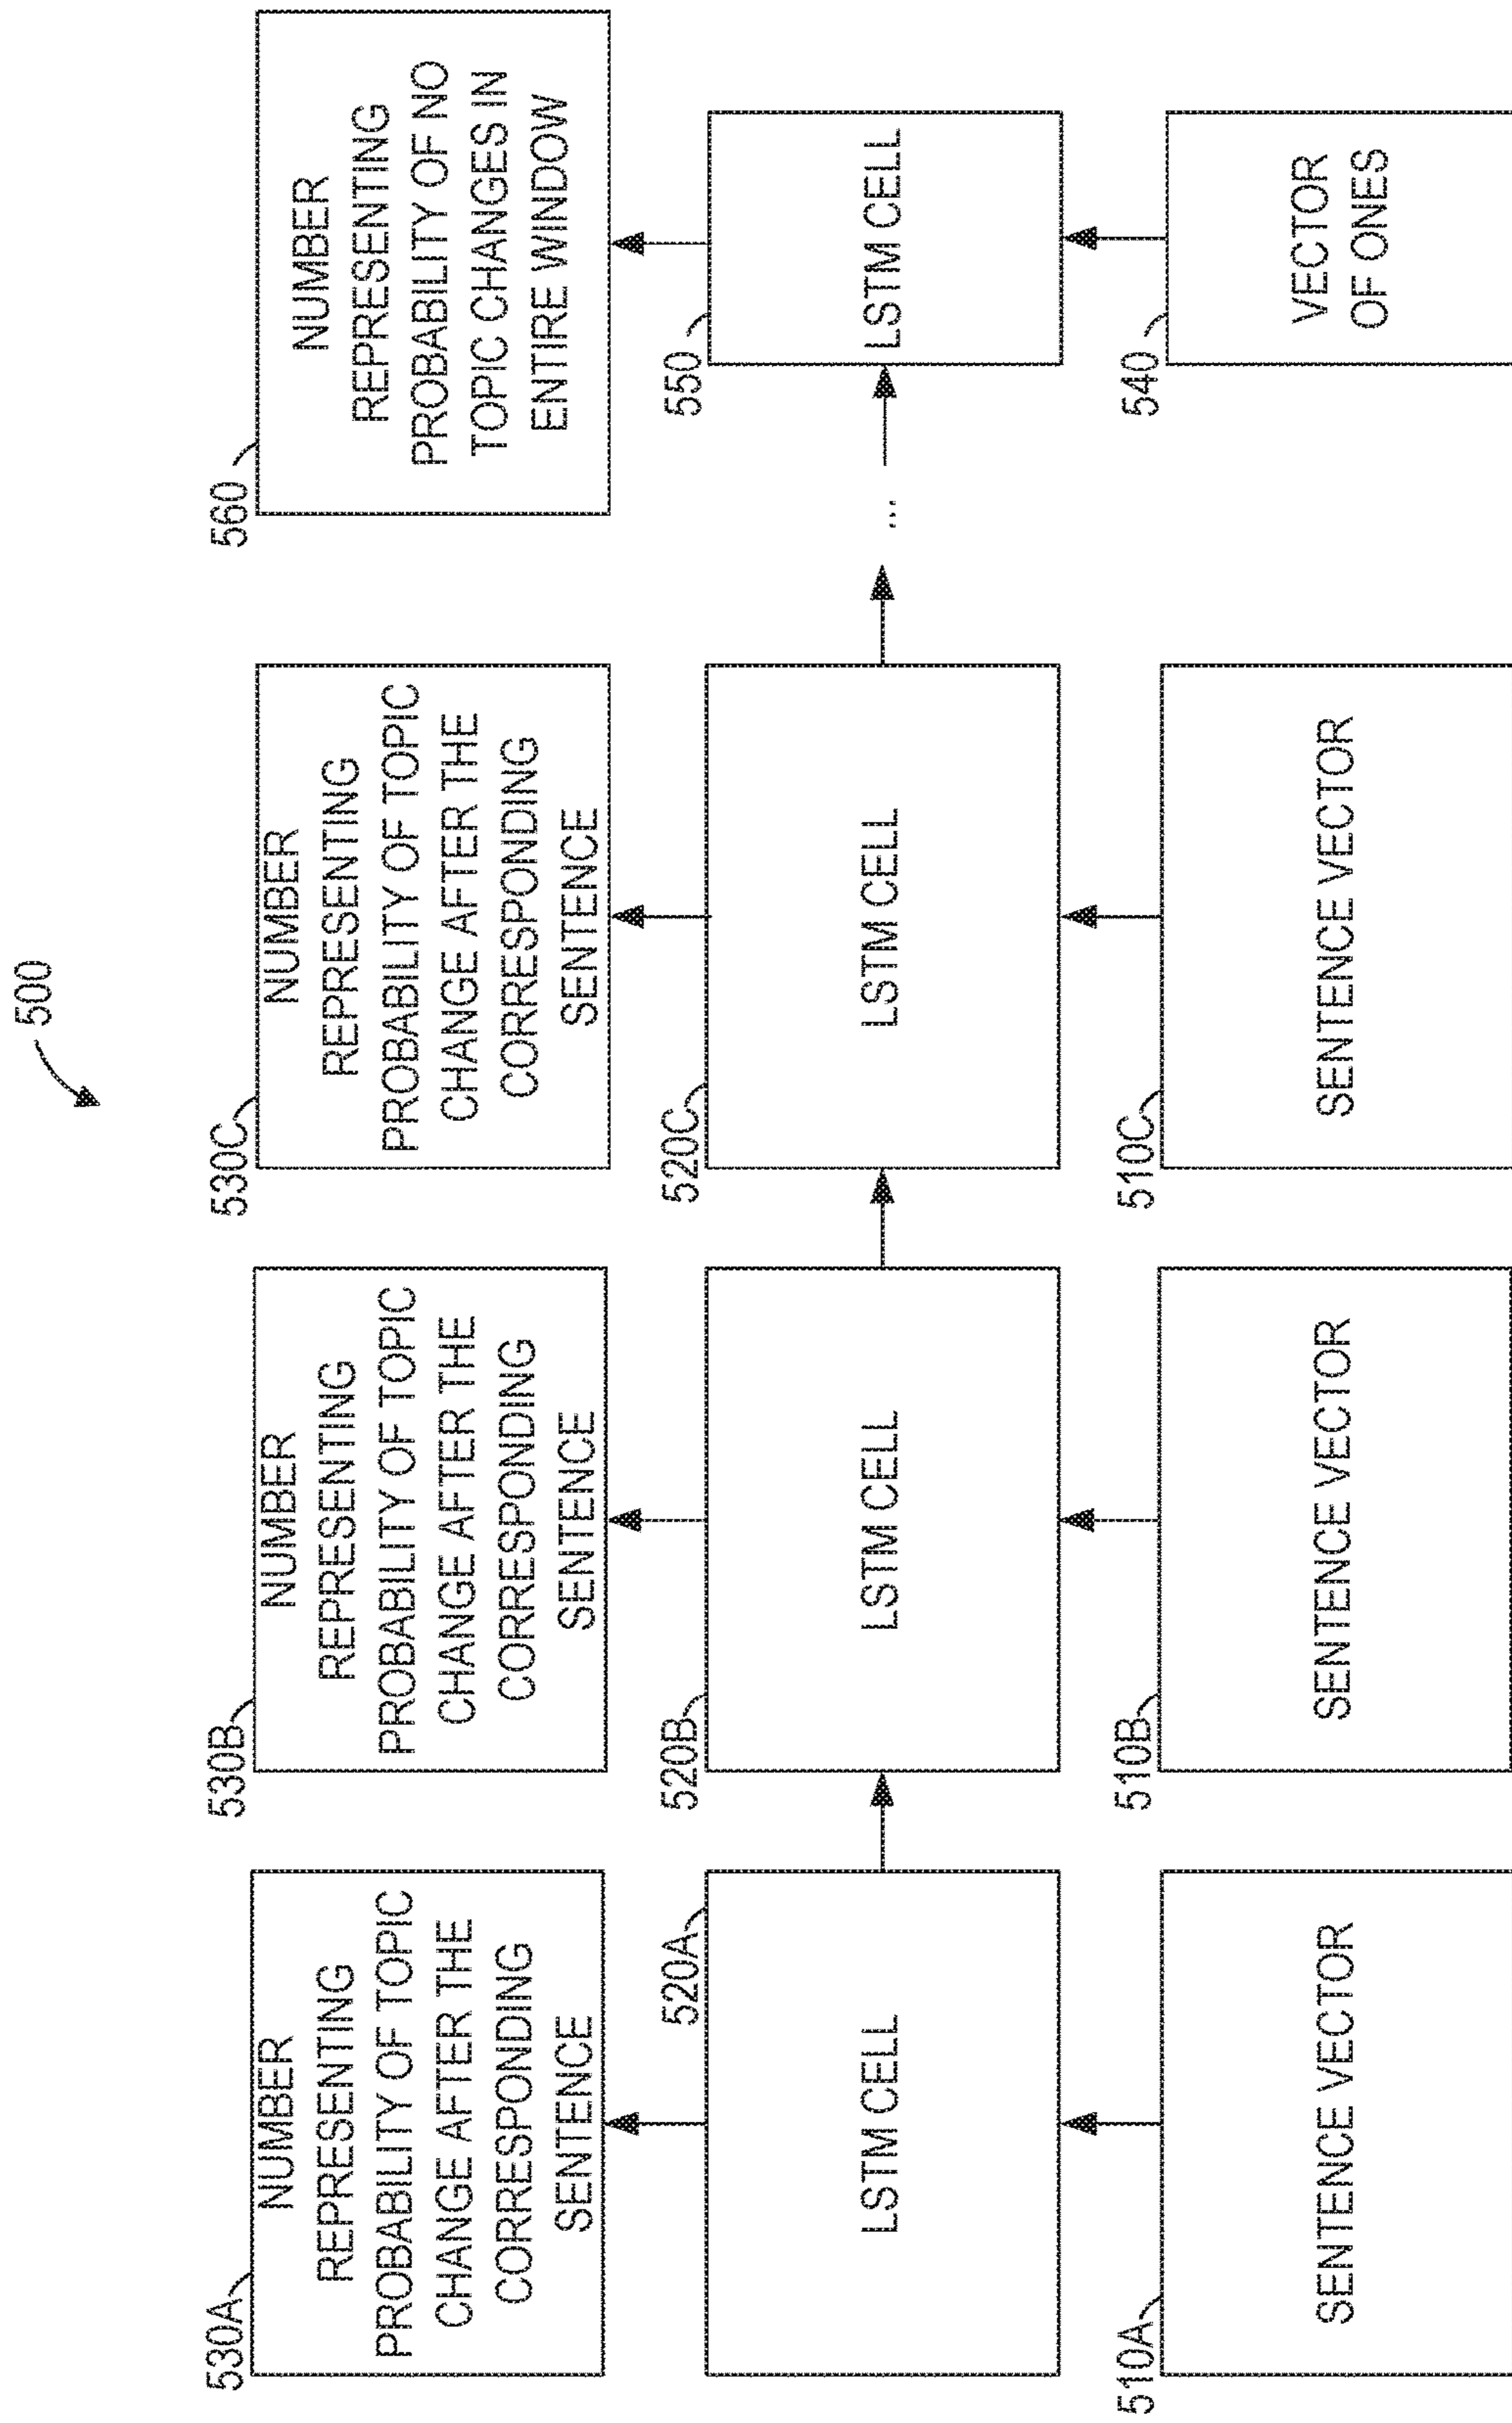 500
530A
NUMBER
REPRESENTING
PROBABILITY OF TOPIC
CHANGE AFTER THE
CORRESPONDING
SENTENCE
530B
NUMBER
REPRESENTING
PROBABILITY OF TOPIC
CHANGE AFTER THE
CORRESPONDING
SENTENCE
530C
NUMBER
REPRESENTING
PROBABILITY OF TOPIC
CHANGE AFTER THE
CORRESPONDING
SENTENCE
560
NUMBER
REPRESENTING
PROBABILITY OF NO
TOPIC CHANGES IN
ENTIRE WINDOW
520A
LSTM CELL
520B
LSTM CELL
520C
LSTM CELL
...
550
LSTM CELL
510A
SENTENCE VECTOR
510B
SENTENCE VECTOR
510C
SENTENCE VECTOR
540
VECTOR
OF ONES